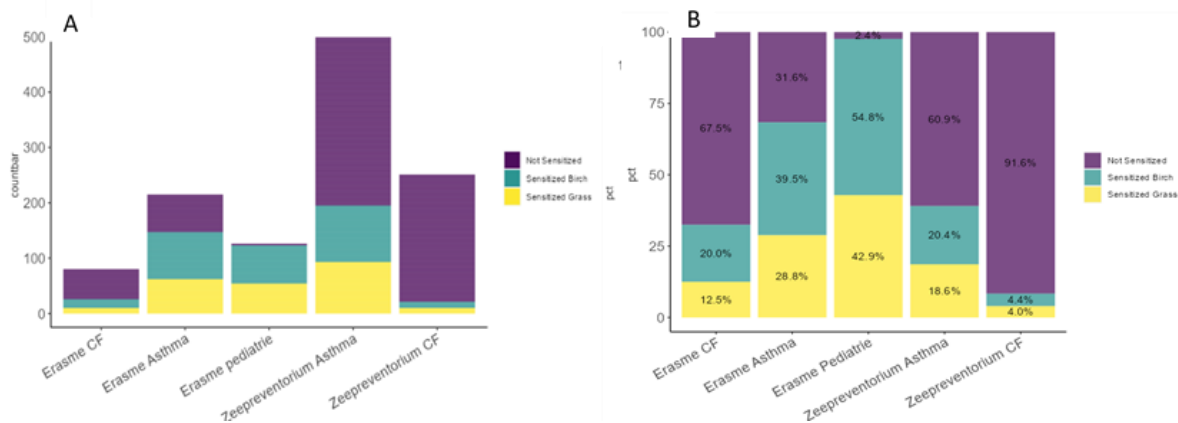 A
500
400
300
200
100
0
countbar
Erasme CF
Erasme Asthma
Erasme pediatrie
Zeepreventorium Asthma
Zeepreventorium CF
Not Sensitized
Sensitized Birch
Sensitized Grass
B
100
75
50
25
0
pct
pct
67.5%
20.0%
12.5%
31.6%
39.5%
28.8%
2.4%
54.8%
42.9%
60.9%
20.4%
18.6%
91.6%
4.4%
4.0%
Erasme CF
Erasme Asthma
Erasme Pediatrie
Zeepreventorium Asthma
Zeepreventorium CF
Not Sensitized
Sensitized Birch
Sensitized Grass